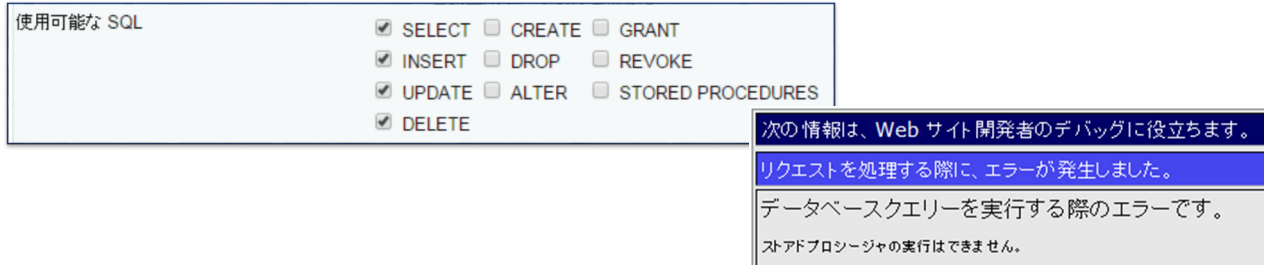 使用可能な SQL
SELECT CREATE GRANT
INSERT DROP REVOKE
UPDATE ALTER STORED PROCEDURES
DELETE
次の情報は、Web サイト開発者のデバッグに役立ちます。
リクエストを処理する際に、エラーが発生しました。
データベースクエリーを実行する際のエラーです。
ストアドプロシージャの実行はできません。